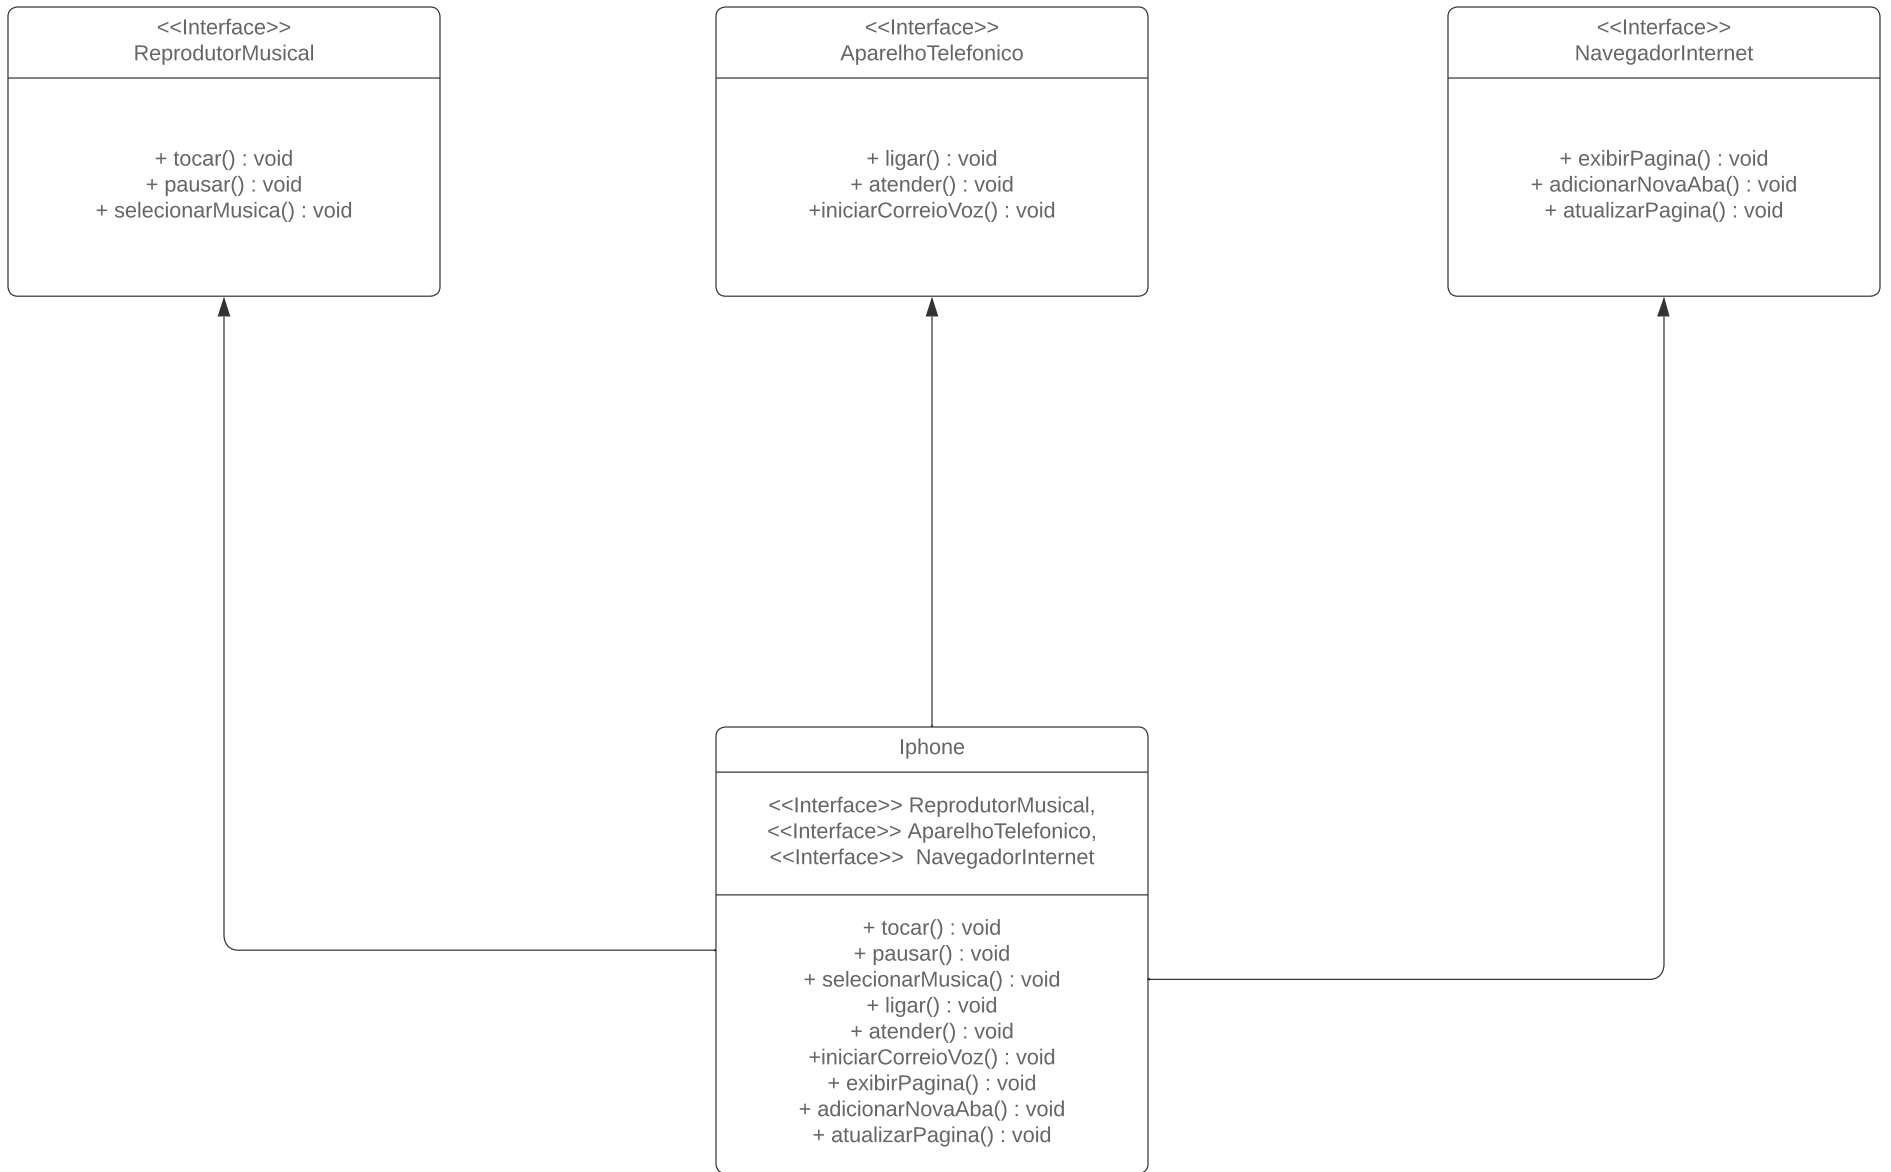 <<Interface>>
ReprodutorMusical
+ tocar() : void
+ pausar() : void
+ selecionarMusica() : void
<<Interface>>
AparelhoTelefonico
+ ligar() : void
+ atender() : void
+iniciarCorreioVoz() : void
<<Interface>>
NavegadorInternet
+ exibirPagina() : void
+ adicionarNovaAba() : void
+ atualizarPagina() : void
Iphone
<<Interface>> ReprodutorMusical,
<<Interface>> AparelhoTelefonico,
<<Interface>>  NavegadorInternet
+ tocar() : void
+ pausar() : void
+ selecionarMusica() : void
+ ligar() : void
+ atender() : void
+iniciarCorreioVoz() : void
+ exibirPagina() : void
+ adicionarNovaAba() : void
+ atualizarPagina() : void